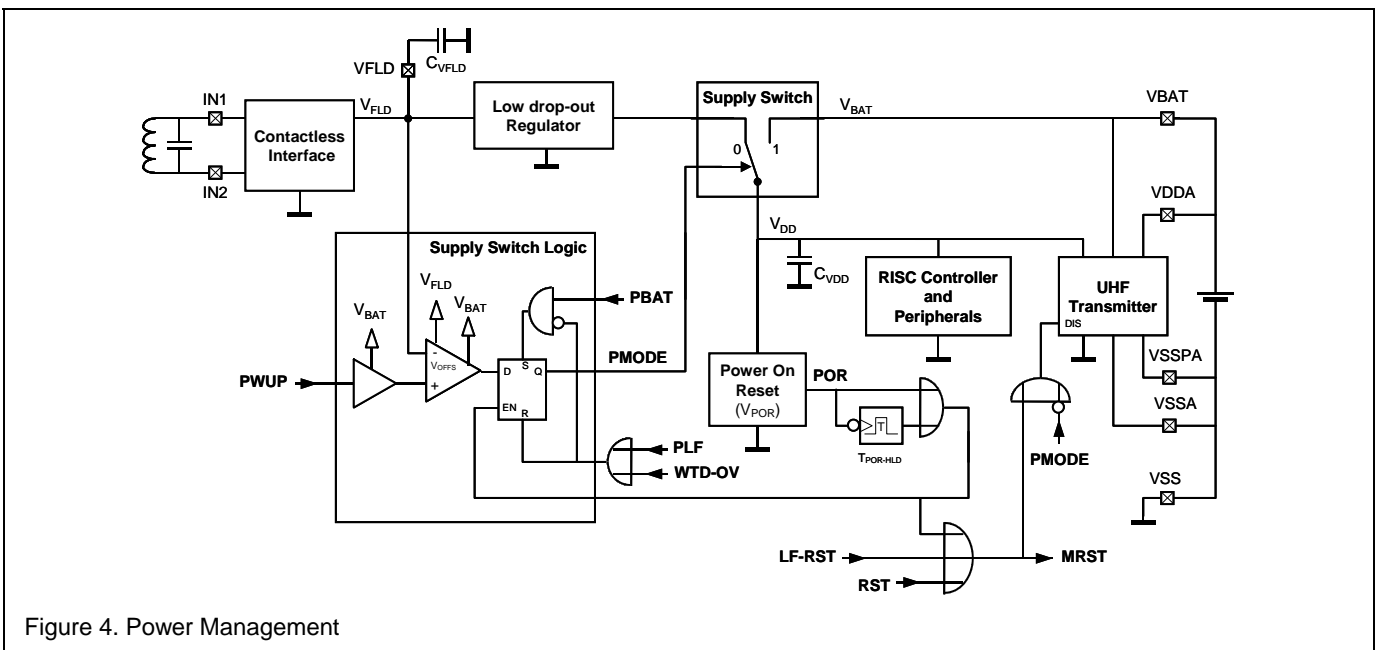 VFLD
CVFLD
IN1
IN2
Contactless
Interface
VFLD
Low drop-out
Regulator
Supply Switch
0
1
VBAT
VBAT
VDDA
VDD
CVDD
RISC Controller
and
Peripherals
UHF
Transmitter
DIS
VSSPA
VSSA
VSS
Supply Switch Logic
VFLD
VBAT
VBAT
PBAT
PWUP
-
VOFFS
+
D
S
Q
EN
R
PMODE
PLF
WTD-OV
Power On
Reset
(VPOR)
POR
T
TPOR-HLD
PMODE
LF-RST
RST
MRST
Figure 4. Power Management